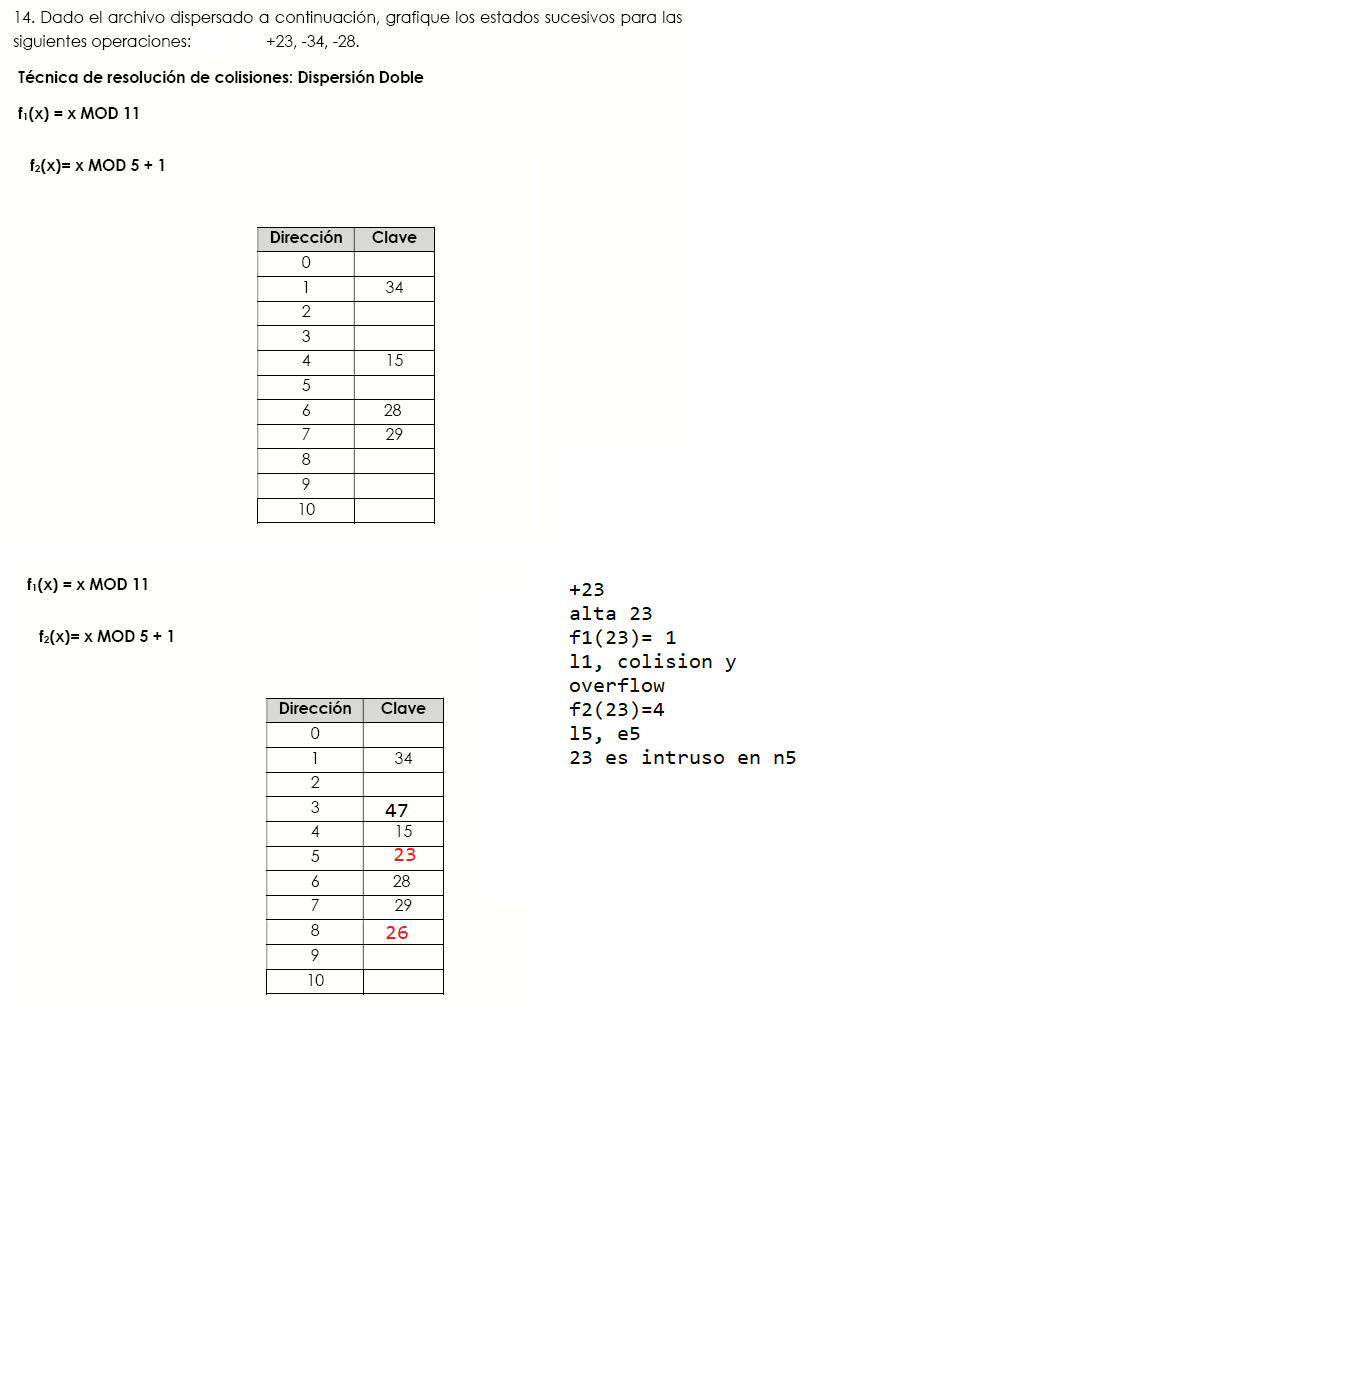 14. Dado el archivo dispersado a continuación, grafique los estados sucesivos para las
siguientes operaciones: +23, -34, -28.
Técnica de resolución de colisiones: Dispersión Doble
f₁(x) = x MOD 11
f₂(x)= x MOD 5 + 1
Dirección Clave
0
1 34
2
3
4 15
5
6 28
7 29
8
9
10
f₁(x) = x MOD 11
f₂(x)= x MOD 5 + 1
Dirección Clave
0
1 34
2
3 47
4 15
5 23
6 28
7 29
8 26
9
10
+23
alta 23
f1(23)= 1
l1, colision y
overflow
f2(23)=4
l5, e5
23 es intruso en n5